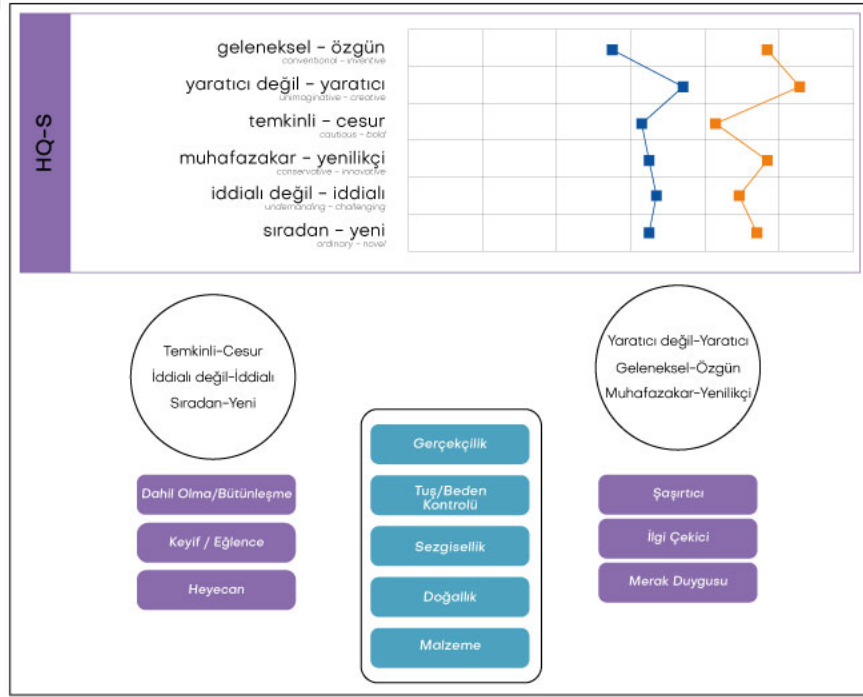 HQ-S
geleneksel – özgün
conventional – inventive
yaratıcı değil – yaratıcı
unimaginative – creative
temkinli – cesur
cautious – bold
muhafazakar – yenilikçi
conservative – innovative
iddialı değil – iddialı
undemanding – challenging
sıradan – yeni
ordinary – novel
Temkinli-Cesur
İddialı değil-İddialı
Sıradan-Yeni
Dahil Olma/Bütünleşme
Keyif / Eğlence
Heyecan
Gerçekçilik
Tuş/Beden
Kontrolü
Sezgisellik
Doğallık
Malzeme
Yaratıcı değil-Yaratıcı
Geleneksel-Özgün
Muhafazakar-Yenilikçi
Şaşırtıcı
İlgi Çekici
Merak Duygusu